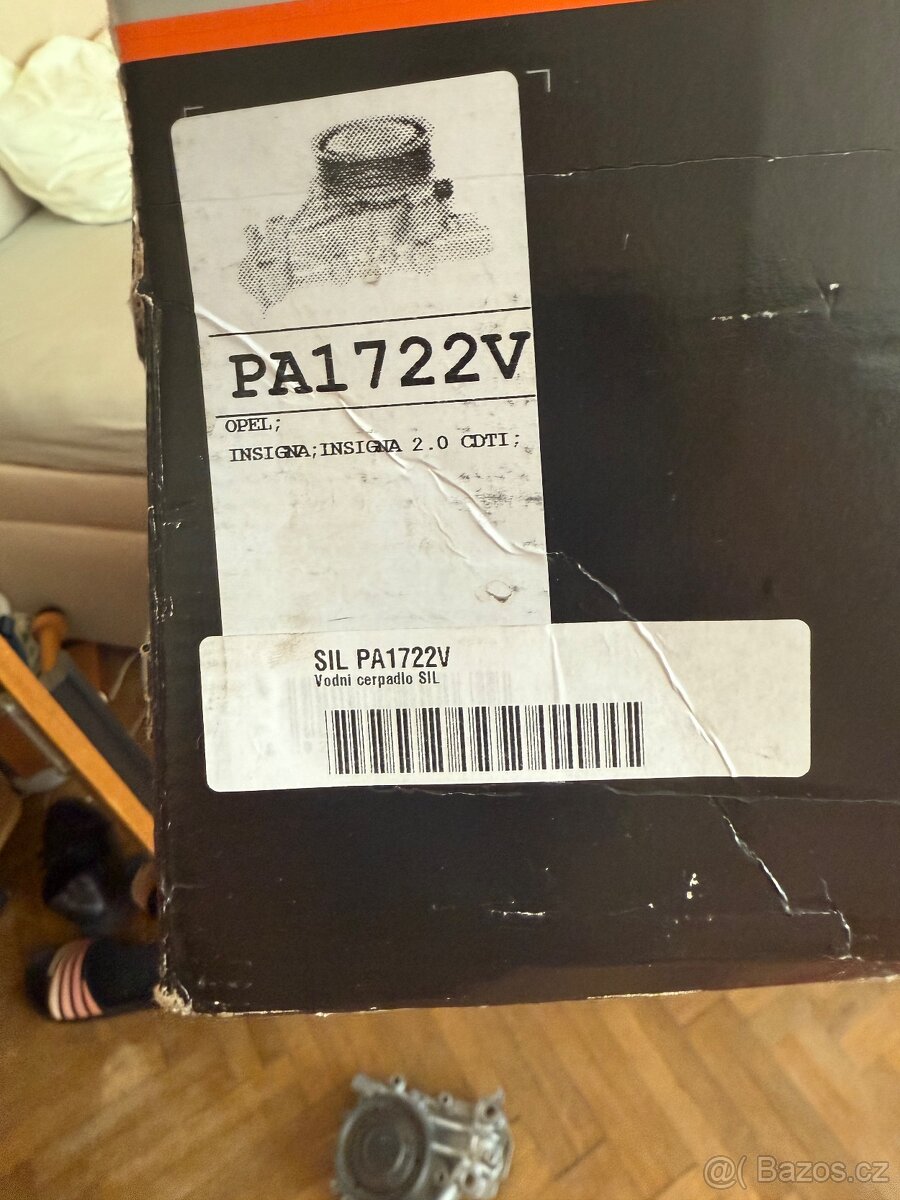 PA1722V
OPEL;
INSIGNA;INSIGNA 2.0 CDTI;
SIL PA1722V
Vodni cerpadlo SIL
@( Bazos.cz